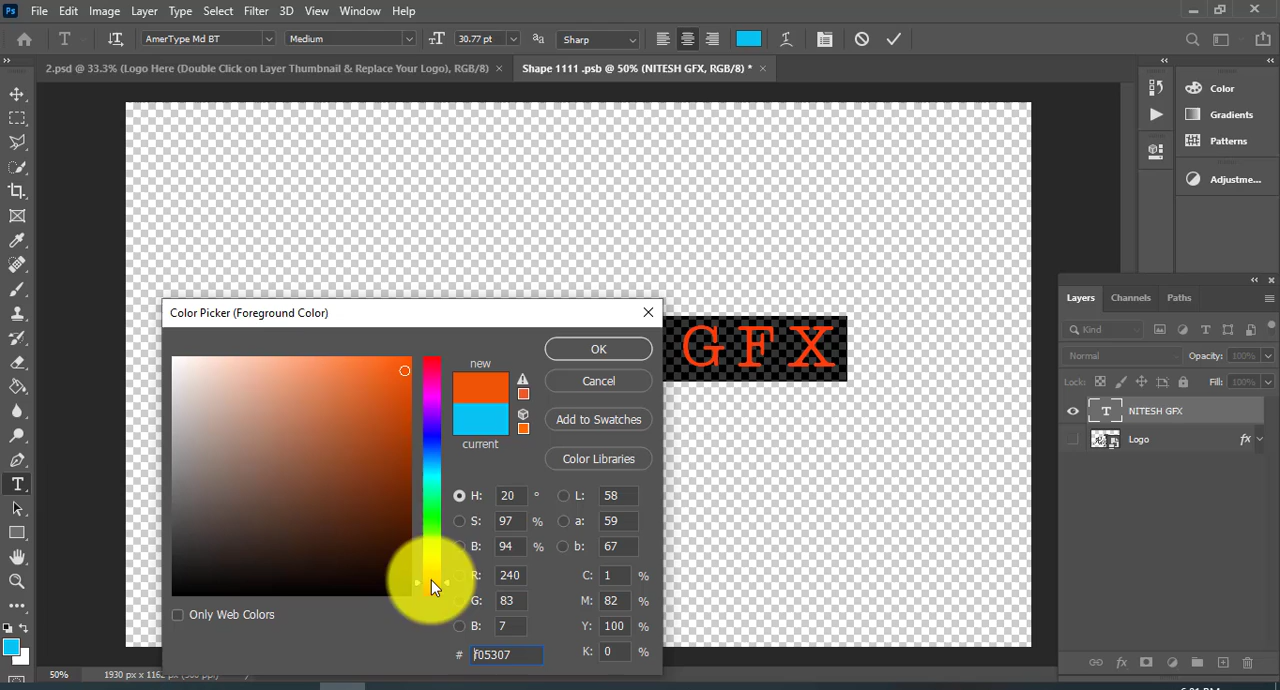 Ps File Edit Image Layer Type Select Filter 3D View Window Help
T AmerType Md BT Medium 30.77 pt Sharp
2.psd @ 33.3% (Logo Here (Double Click on Layer Thumbnail & Replace Your Logo), RGB/8) × Shape 1111 .psb @ 50% (NITESH GFX, RGB/8) * ×
Color
Gradients
Patterns
Adjustme...
GFX
Color Picker (Foreground Color)
new
current
OK
Cancel
Add to Swatches
Color Libraries
H: 20 ° L: 58
S: 97 % a: 59
B: 94 % b: 67
R: 240 C: 1 %
G: 83 M: 82 %
B: 7 Y: 100 %
# f05307 K: 0 %
Only Web Colors
Layers Channels Paths
Kind
Normal Opacity: 100%
Lock: Fill: 100%
T NITESH GFX
Logo fx
50%
fx